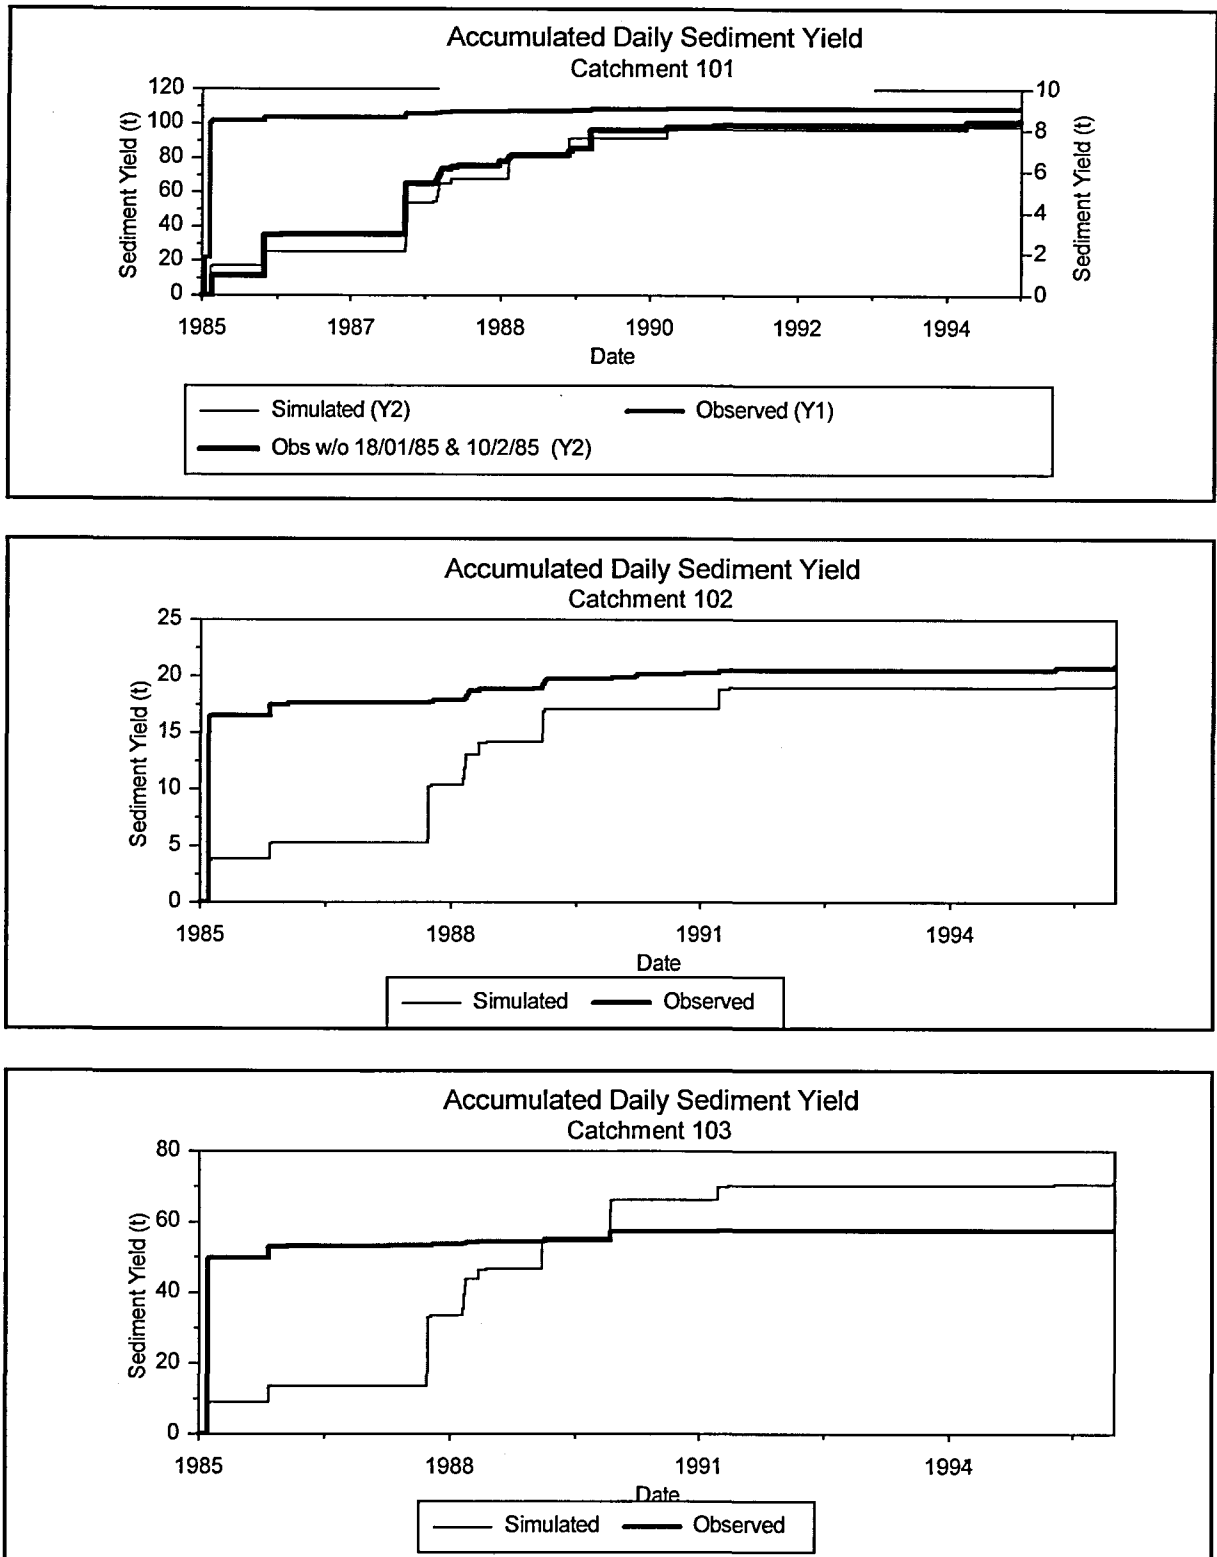 Accumulated Daily Sediment Yield
Catchment 101
Sediment Yield (t)
120
100
80
60
40
20
0
10
8
6
4
2
0
Sediment Yield (t)
1985 1987 1988 1990 1992 1994
Date
Simulated (Y2) Observed (Y1)
Obs w/o 18/01/85 & 10/2/85 (Y2)
Accumulated Daily Sediment Yield
Catchment 102
Sediment Yield (t)
25
20
15
10
5
0
1985 1988 1991 1994
Date
Simulated Observed
Accumulated Daily Sediment Yield
Catchment 103
Sediment Yield (t)
80
60
40
20
0
1985 1988 1991 1994
Date
Simulated Observed